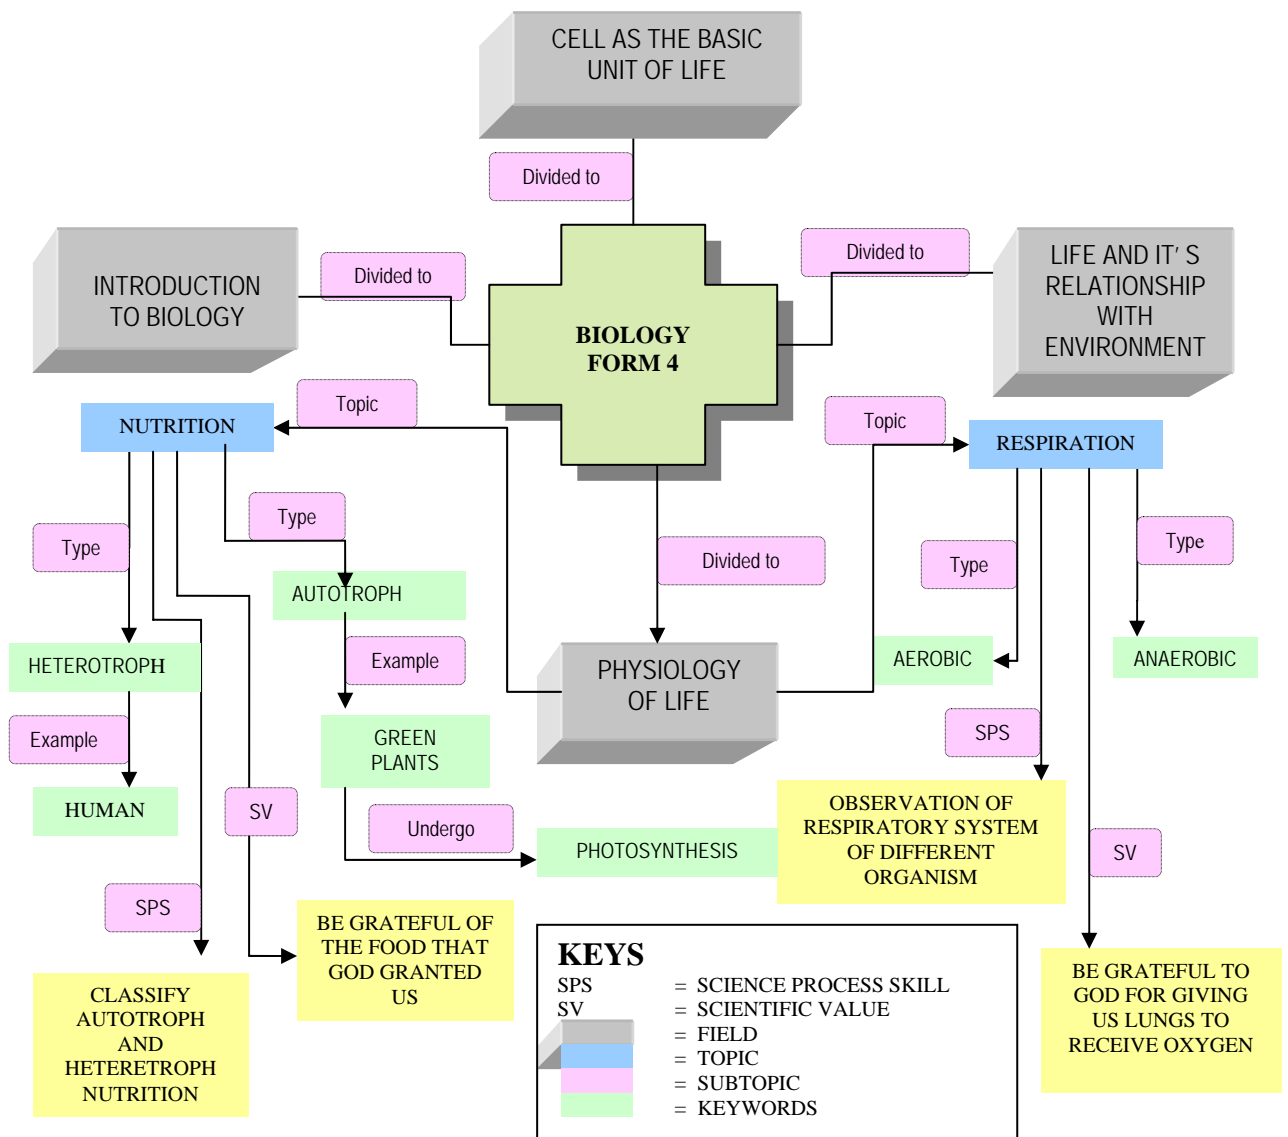 CELL AS THE BASIC
UNIT OF LIFE
Divided to
INTRODUCTION
TO BIOLOGY
Divided to
BIOLOGY
FORM 4
Divided to
LIFE AND IT' S
RELATIONSHIP
WITH
ENVIRONMENT
NUTRITION
Topic
Topic
RESPIRATION
Type
Type
Divided to
Type
Type
AUTOTROPH
HETEROTROPH
Example
PHYSIOLOGY
OF LIFE
AEROBIC
ANAEROBIC
Example
GREEN
PLANTS
SPS
HUMAN
SV
Undergo
PHOTOSYNTHESIS
OBSERVATION OF
RESPIRATORY SYSTEM
OF DIFFERENT
ORGANISM
SV
SPS
BE GRATEFUL OF
THE FOOD THAT
GOD GRANTED
US
CLASSIFY
AUTOTROPH
AND
HETERETROPH
NUTRITION
KEYS
SPS = SCIENCE PROCESS SKILL
SV = SCIENTIFIC VALUE
= FIELD
= TOPIC
= SUBTOPIC
= KEYWORDS
BE GRATEFUL TO
GOD FOR GIVING
US LUNGS TO
RECEIVE OXYGEN